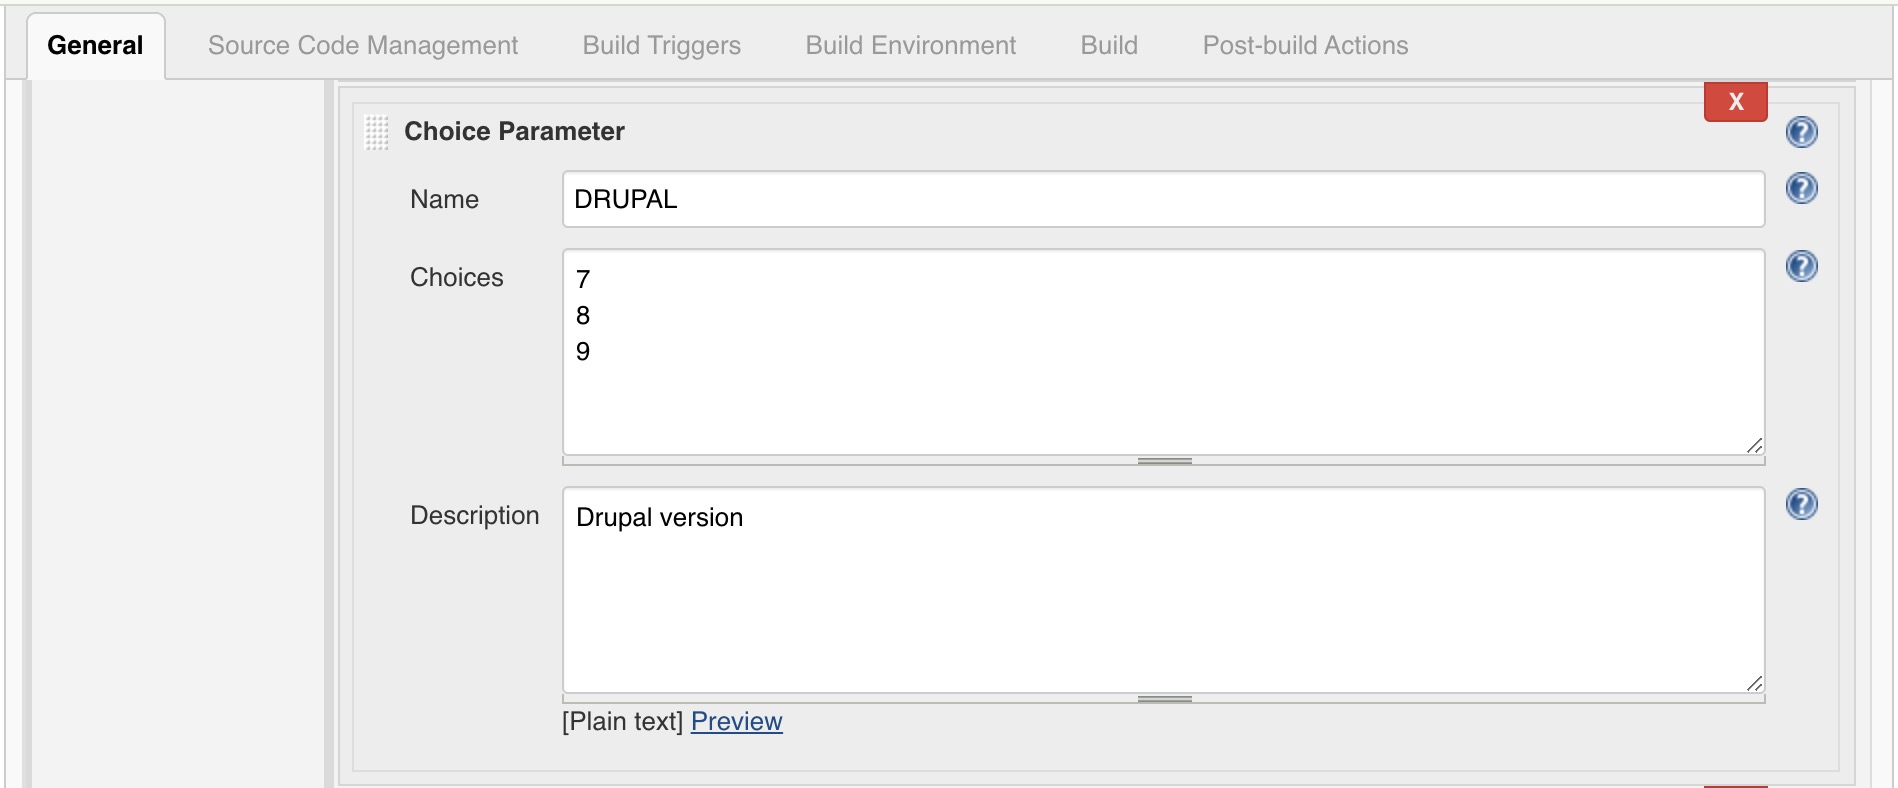 General Source Code Management Build Triggers Build Environment Build Post-build Actions
X
Choice Parameter
Name DRUPAL
Choices 7
8
9
Description Drupal version
[Plain text] Preview